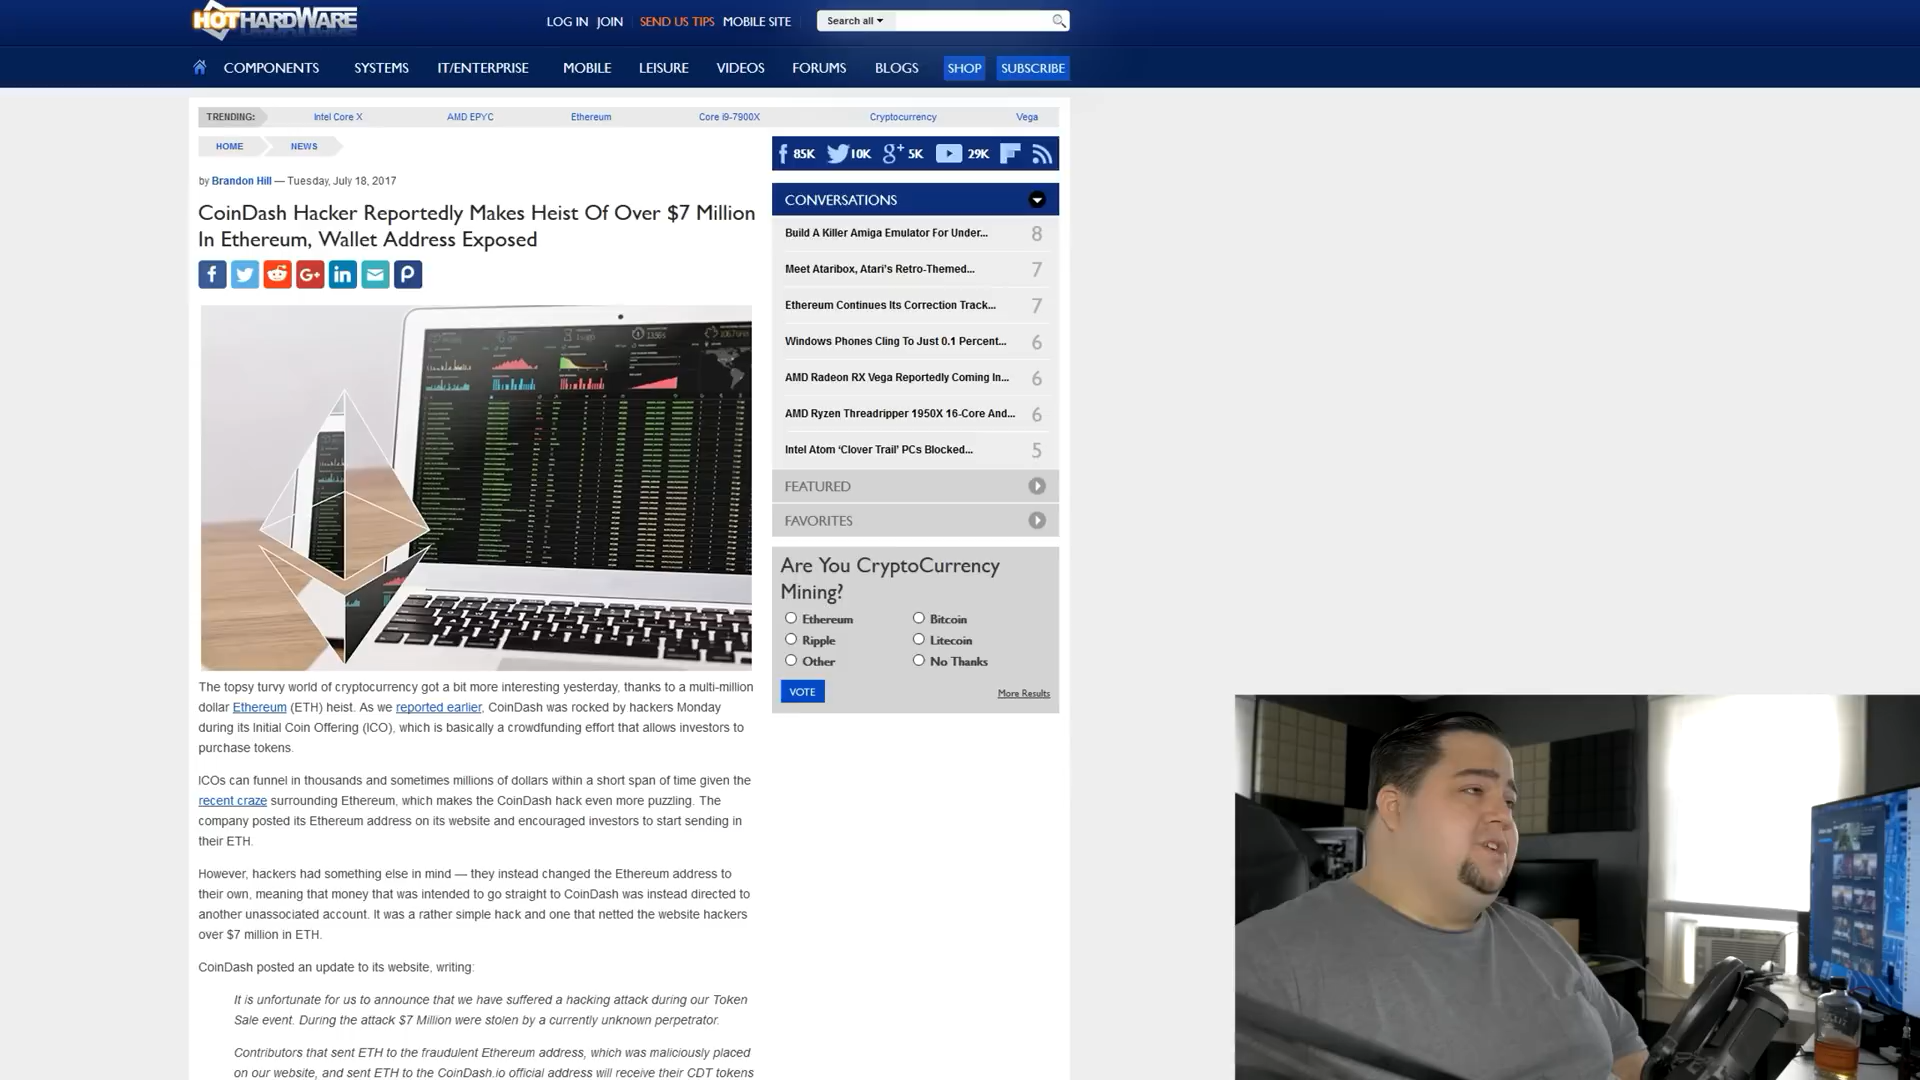 HOTHARDWARE
LOG IN JOIN SEND US TIPS MOBILE SITE Search all
COMPONENTS SYSTEMS IT/ENTERPRISE MOBILE LEISURE VIDEOS FORUMS BLOGS SHOP SUBSCRIBE
TRENDING: Intel Core X AMD EPYC Ethereum Core i9-7900X Cryptocurrency Vega
HOME NEWS
by Brandon Hill — Tuesday, July 18, 2017
CoinDash Hacker Reportedly Makes Heist Of Over $7 Million
In Ethereum, Wallet Address Exposed
The topsy turvy world of cryptocurrency got a bit more interesting yesterday, thanks to a multi-million
dollar Ethereum (ETH) heist. As we reported earlier, CoinDash was rocked by hackers Monday
during its Initial Coin Offering (ICO), which is basically a crowdfunding effort that allows investors to
purchase tokens.
ICOs can funnel in thousands and sometimes millions of dollars within a short span of time given the
recent craze surrounding Ethereum, which makes the CoinDash hack even more puzzling. The
company posted its Ethereum address on its website and encouraged investors to start sending in
their ETH.
However, hackers had something else in mind — they instead changed the Ethereum address to
their own, meaning that money that was intended to go straight to CoinDash was instead directed to
another unassociated account. It was a rather simple hack and one that netted the website hackers
over $7 million in ETH.
CoinDash posted an update to its website, writing:
It is unfortunate for us to announce that we have suffered a hacking attack during our Token
Sale event. During the attack $7 Million were stolen by a currently unknown perpetrator.
Contributors that sent ETH to the fraudulent Ethereum address, which was maliciously placed
on our website, and sent ETH to the CoinDash.io official address will receive their CDT tokens
85K 10K 5K 29K
CONVERSATIONS
Build A Killer Amiga Emulator For Under... 8
Meet Ataribox, Atari's Retro-Themed... 7
Ethereum Continues Its Correction Track... 7
Windows Phones Cling To Just 0.1 Percent... 6
AMD Radeon RX Vega Reportedly Coming In... 6
AMD Ryzen Threadripper 1950X 16-Core And... 6
Intel Atom ‘Clover Trail’ PCs Blocked... 5
FEATURED
FAVORITES
Are You CryptoCurrency
Mining?
Ethereum Bitcoin
Ripple Litecoin
Other No Thanks
VOTE More Results